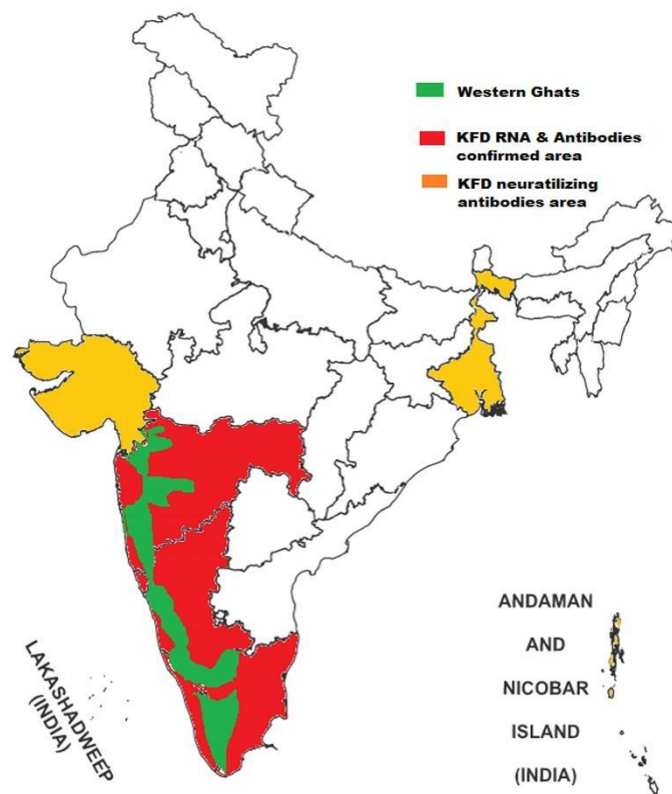 Western Ghats
KFD RNA & Antibodies
confirmed area
KFD neuratilizing
antibodies area
ANDAMAN
AND
NICOBAR
ISLAND
(INDIA)
LAKASHADWEEP
(INDIA)